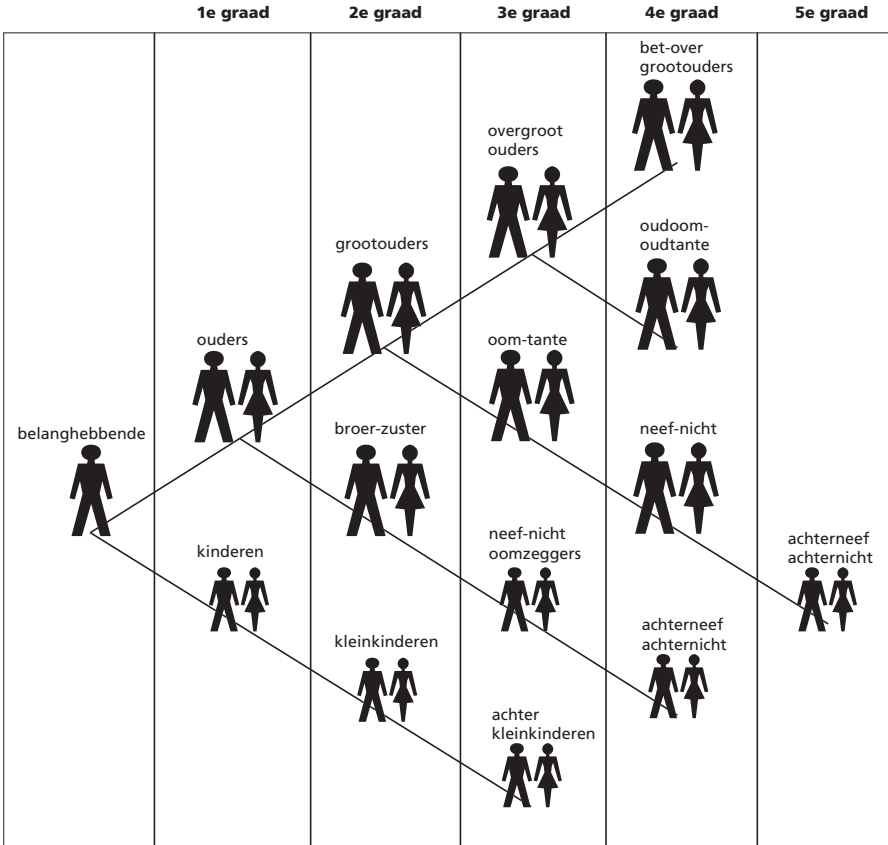 1e graad
2e graad
3e graad
4e graad
5e graad
bet-over
grootouders
overgroot
ouders
oudoom-
oudtante
grootouders
ouders
oom-tante
belanghebbende
broer-zuster
neef-nicht
kinderen
neef-nicht
oomzeggers
achterneef
achternicht
kleinkinderen
achterneef
achternicht
achter
kleinkinderen